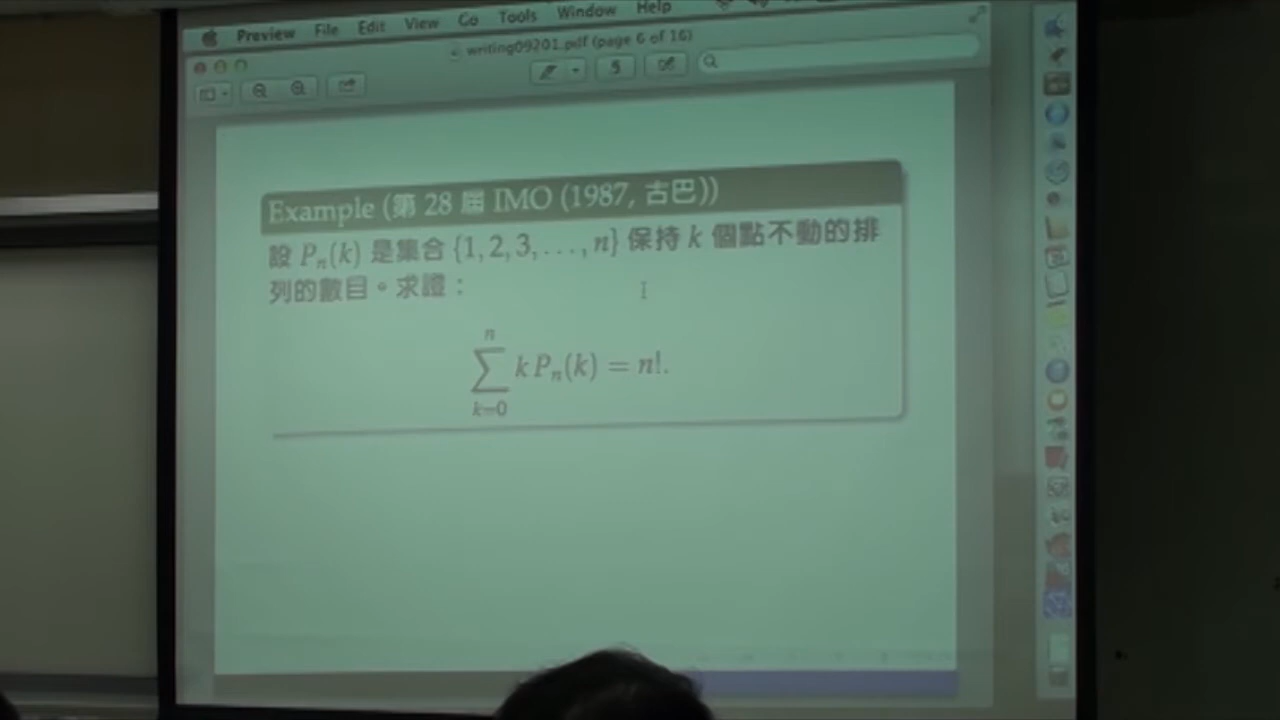 Preview File Edit View Go Tools Window Help
writing09201.pdf (page 6 of 16)
Example (第 28 屆 IMO (1987, 古巴))
設 Pₙ(k) 是集合 {1, 2, 3, . . . , n} 保持 k 個點不動的排
列的數目。求證：
n
∑ k Pₙ(k) = n!.
k=0